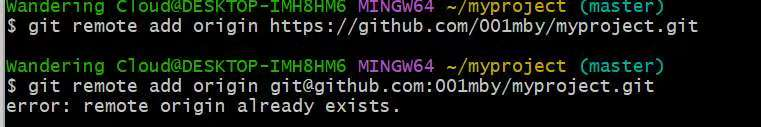 Wandering Cloud@DESKTOP-IMH8HM6 MINGW64 ~/myproject (master)
$ git remote add origin https://github.com/001mby/myproject.git
Wandering Cloud@DESKTOP-IMH8HM6 MINGW64 ~/myproject (master)
$ git remote add origin git@github.com:001mby/myproject.git
error: remote origin already exists.